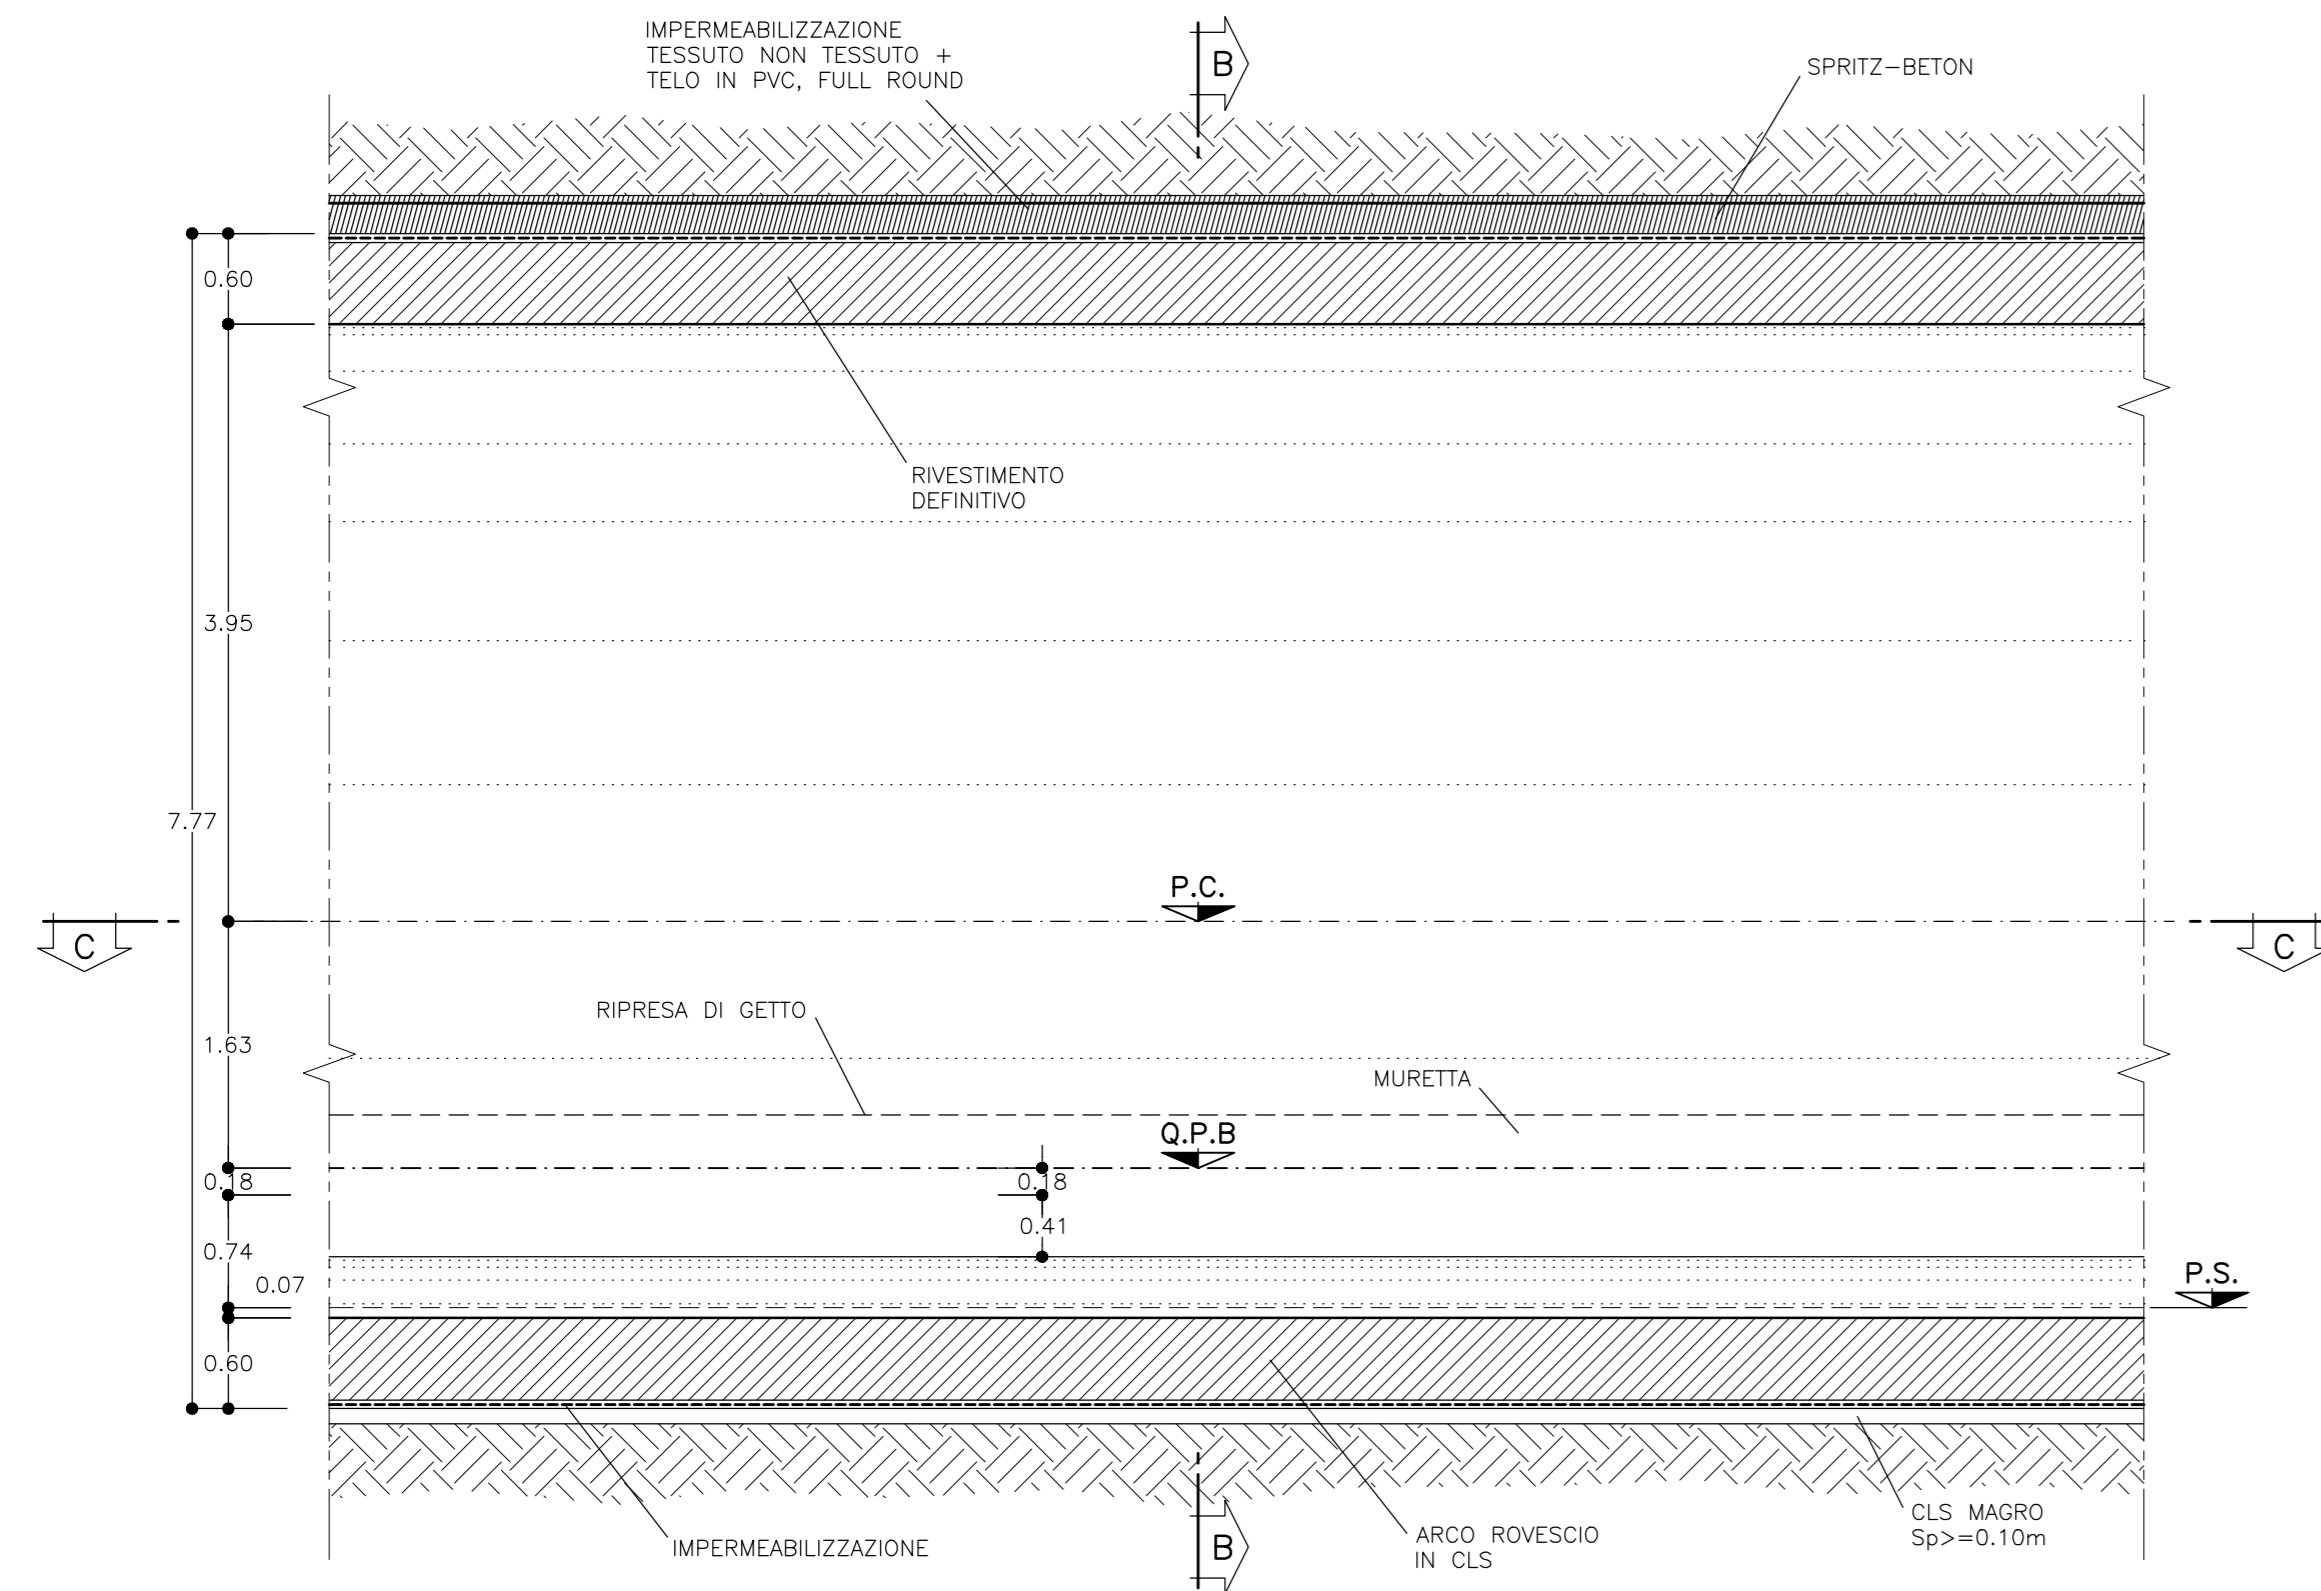 IMPERMEABILIZZAZIONE
TESSUTO NON TESSUTO +
TELO IN PVC, FULL ROUND
B
SPRITZ-BETON
0.60
RIVESTIMENTO
DEFINITIVO
3.95
7.77
P.C.
C
C
RIPRESA DI GETTO
1.63
MURETTA
Q.P.B
0.18
0.18
0.41
0.74
0.07
P.S.
0.60
CLS MAGRO
Sp>=0.10m
ARCO ROVESCIO
IN CLS
IMPERMEABILIZZAZIONE
B